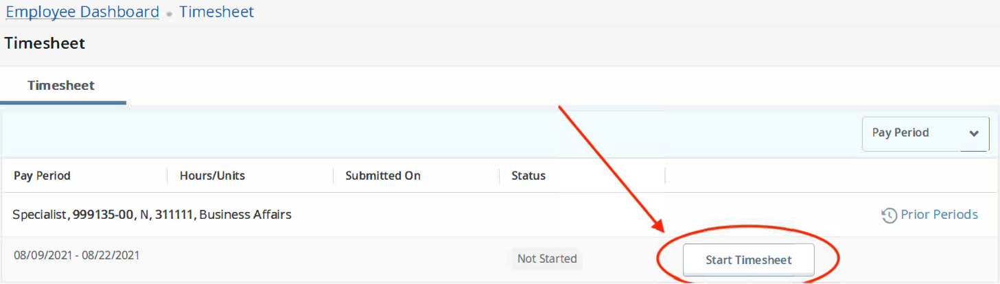 Employee Dashboard • Timesheet
Timesheet
Timesheet
Pay Period
Pay Period Hours/Units Submitted On Status
Specialist, 999135-00, N, 311111, Business Affairs Prior Periods
08/09/2021 - 08/22/2021 Not Started Start Timesheet